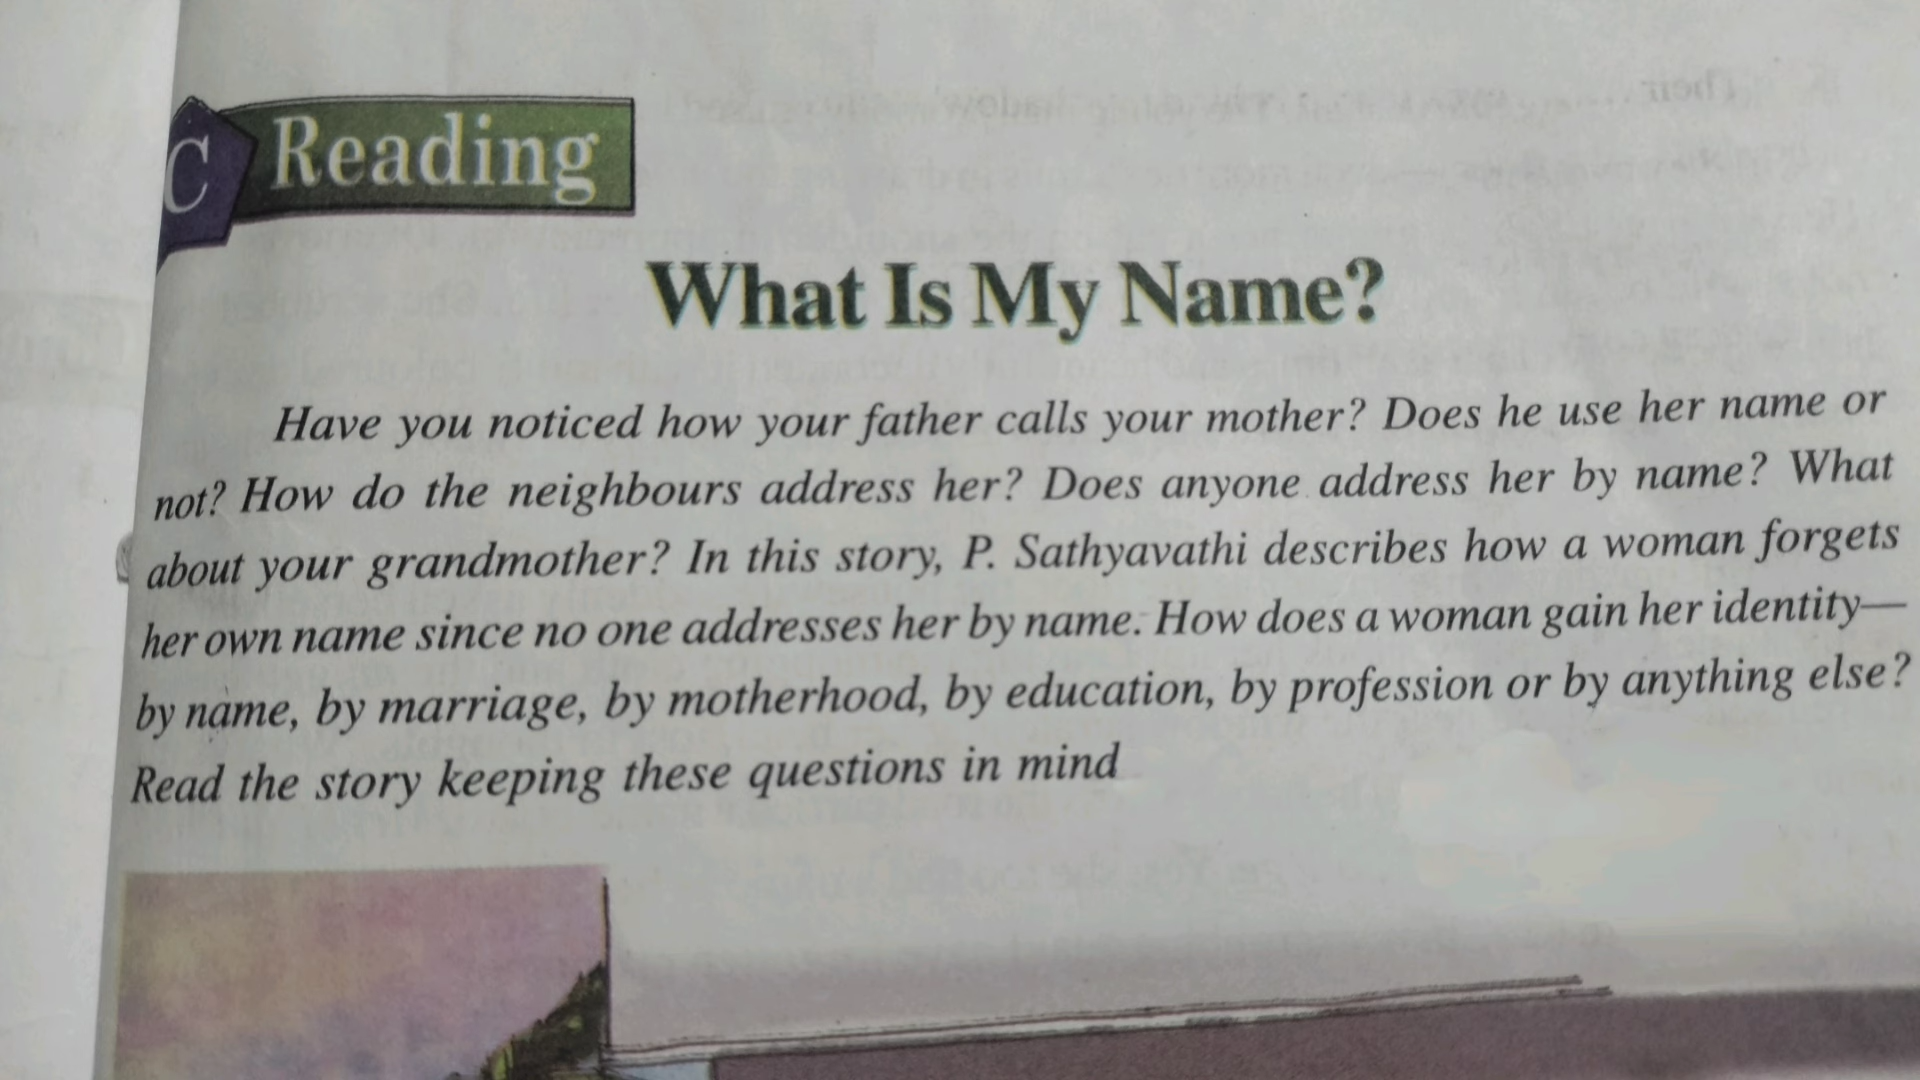 C Reading
What Is My Name?
Have you noticed how your father calls your mother? Does he use her name or
not? How do the neighbours address her? Does anyone address her by name? What
about your grandmother? In this story, P. Sathyavathi describes how a woman forgets
her own name since no one addresses her by name. How does a woman gain her identity—
by name, by marriage, by motherhood, by education, by profession or by anything else?
Read the story keeping these questions in mind